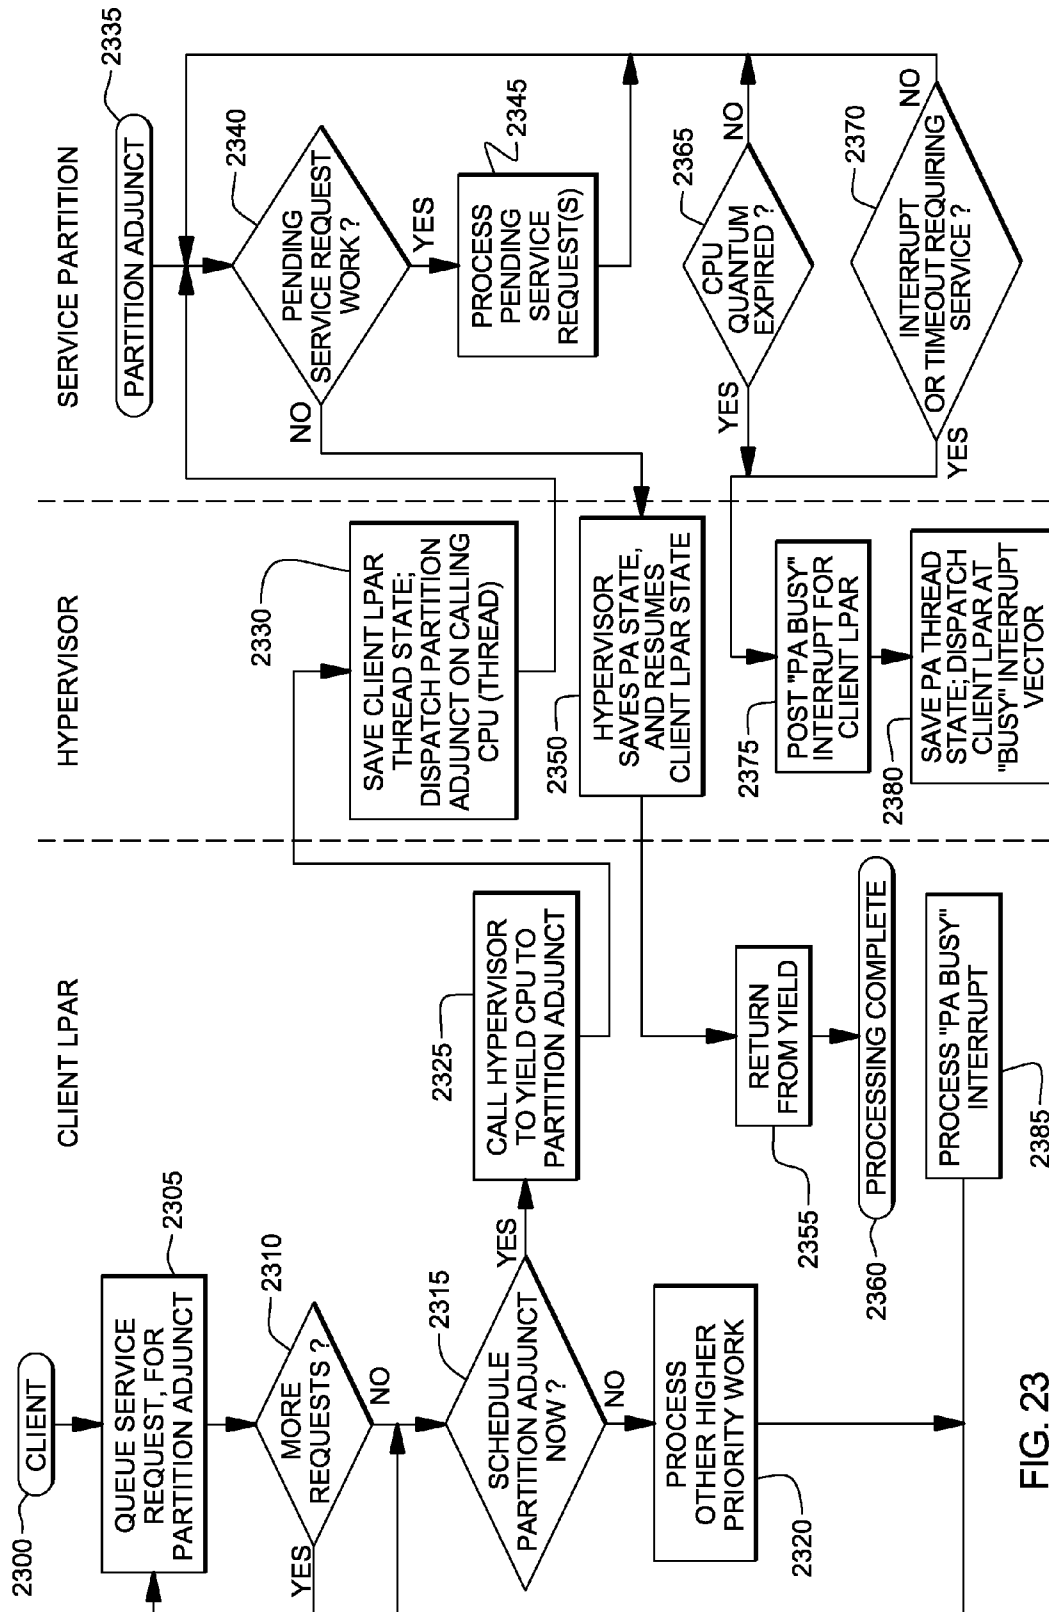 CLIENT LPAR
HYPERVISOR
SERVICE PARTITION
2300
CLIENT
QUEUE SERVICE
REQUEST, FOR
PARTITION ADJUNCT
2305
MORE
REQUESTS ?
2310
YES
NO
SCHEDULE
PARTITION ADJUNCT
NOW ?
2315
YES
NO
PROCESS
OTHER HIGHER
PRIORITY WORK
2320
2325
CALL HYPERVISOR
TO YIELD CPU TO
PARTITION ADJUNCT
2330
SAVE CLIENT LPAR
THREAD STATE;
DISPATCH PARTITION
ADJUNCT ON CALLING
CPU (THREAD)
2335
PARTITION ADJUNCT
2340
PENDING
SERVICE REQUEST
WORK ?
NO
YES
2345
PROCESS
PENDING
SERVICE
REQUEST(S)
2350
HYPERVISOR
SAVES PA STATE,
AND RESUMES
CLIENT LPAR STATE
RETURN
FROM YIELD
2355
PROCESSING COMPLETE
2360
2365
CPU
QUANTUM
EXPIRED ?
YES
NO
2370
INTERRUPT
OR TIMEOUT REQUIRING
SERVICE ?
YES
NO
2375
POST "PA BUSY"
INTERRUPT FOR
CLIENT LPAR
2380
SAVE PA THREAD
STATE; DISPATCH
CLIENT LPAR AT
"BUSY" INTERRUPT
VECTOR
PROCESS "PA BUSY"
INTERRUPT
2385
FIG. 23